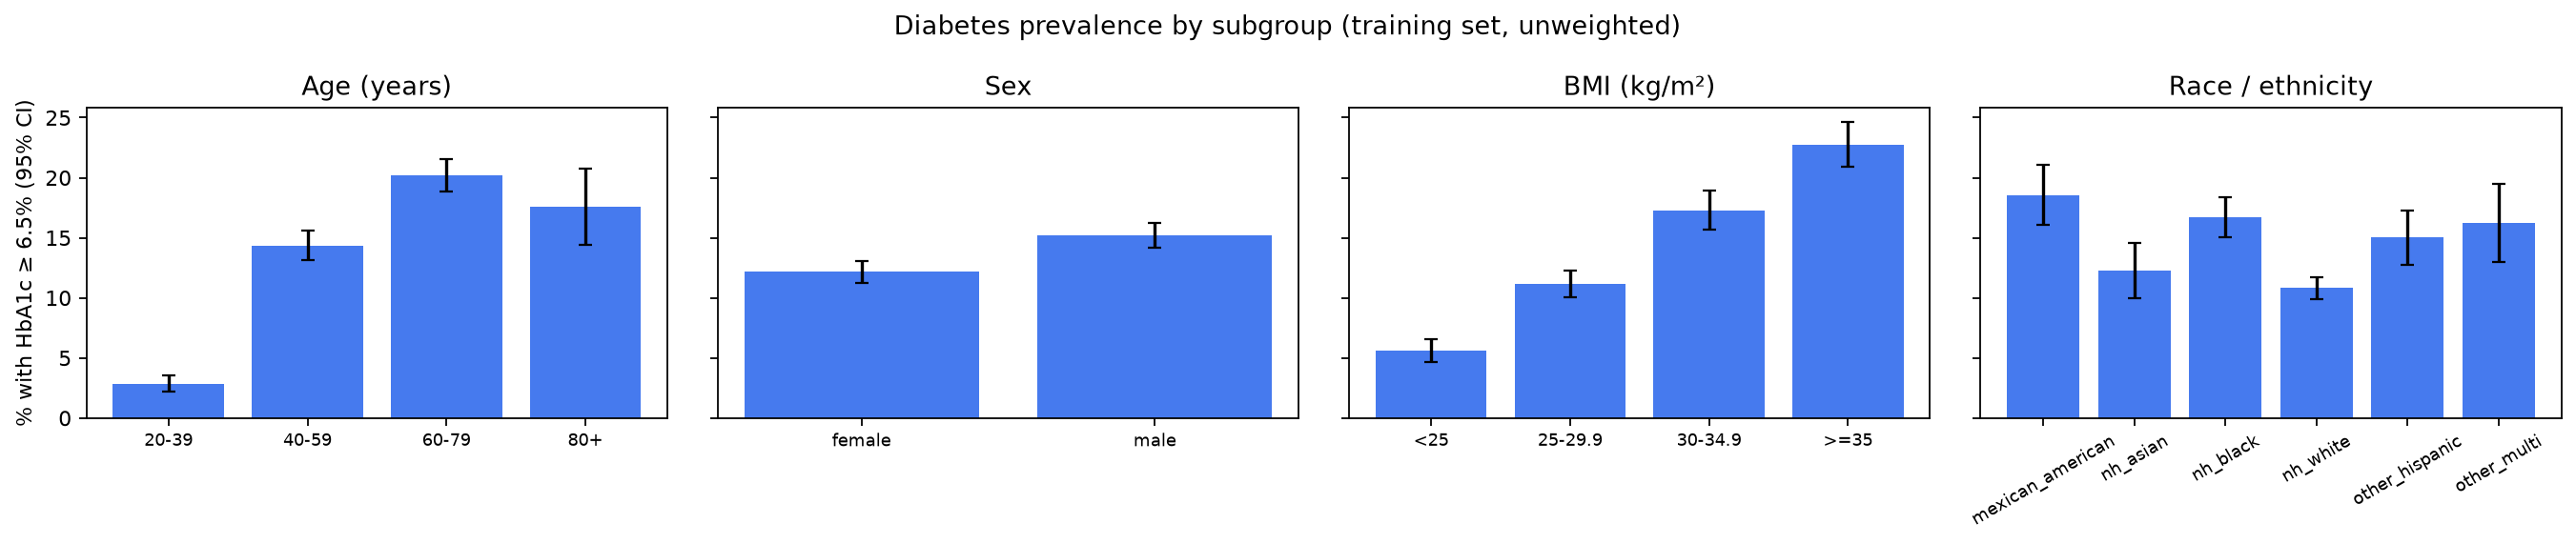 Diabetes prevalence by subgroup (training set, unweighted)
Age (years)
% with HbA1c ≥ 6.5% (95% CI)
25
20
15
10
5
0
20-39 40-59 60-79 80+
Sex
female male
BMI (kg/m²)
<25 25-29.9 30-34.9 >=35
Race / ethnicity
mexican_american nh_asian nh_black nh_white other_hispanic other_multi